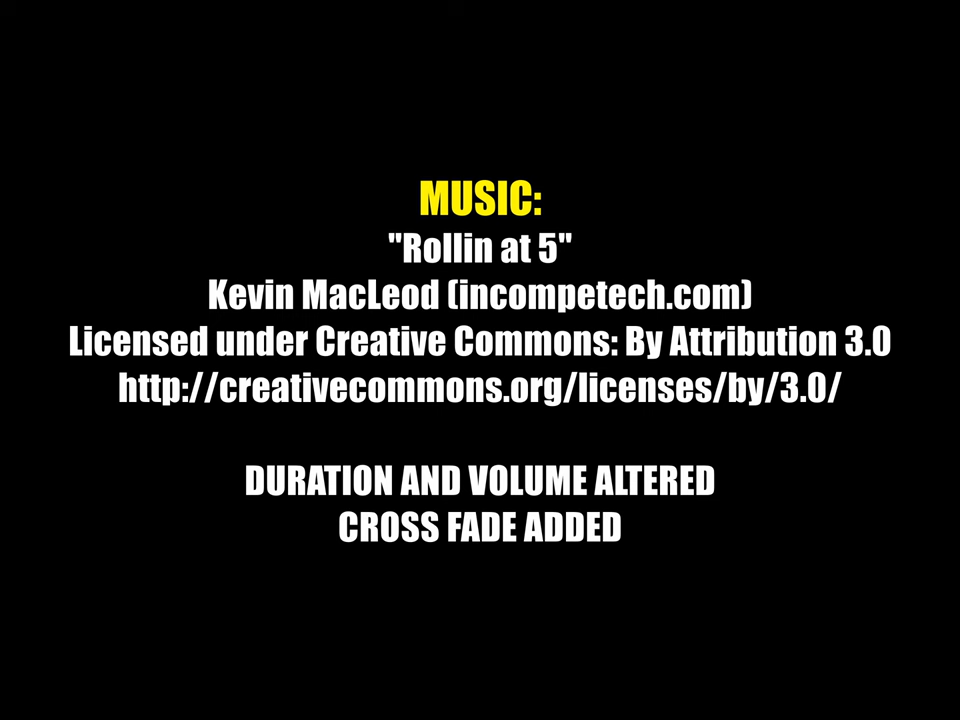 MUSIC:
"Rollin at 5"
Kevin MacLeod (incompetech.com)
Licensed under Creative Commons: By Attribution 3.0
http://creativecommons.org/licenses/by/3.0/
DURATION AND VOLUME ALTERED
CROSS FADE ADDED